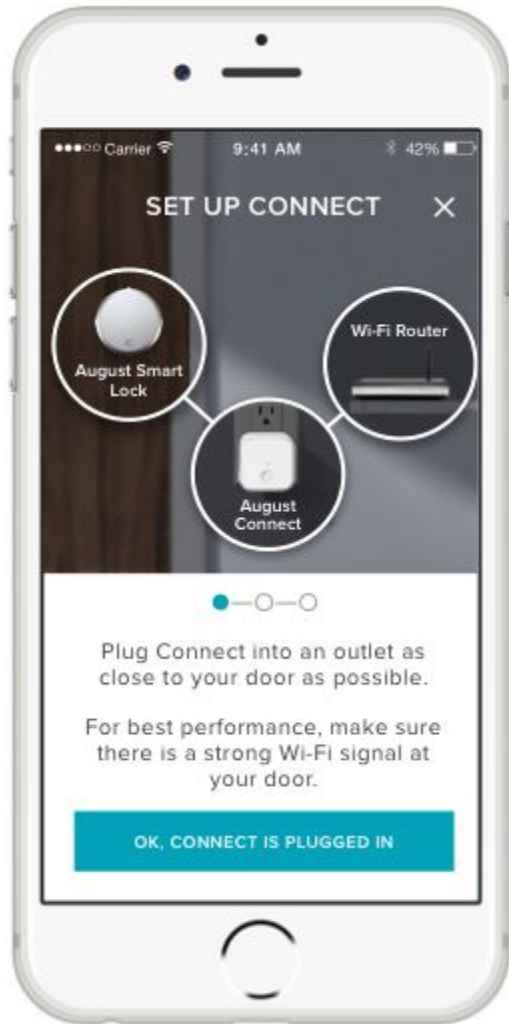 Carrier
9:41 AM
42%
SET UP CONNECT
August Smart
Lock
Wi-Fi Router
August
Connect
Plug Connect into an outlet as
close to your door as possible.
For best performance, make sure
there is a strong Wi-Fi signal at
your door.
OK, CONNECT IS PLUGGED IN